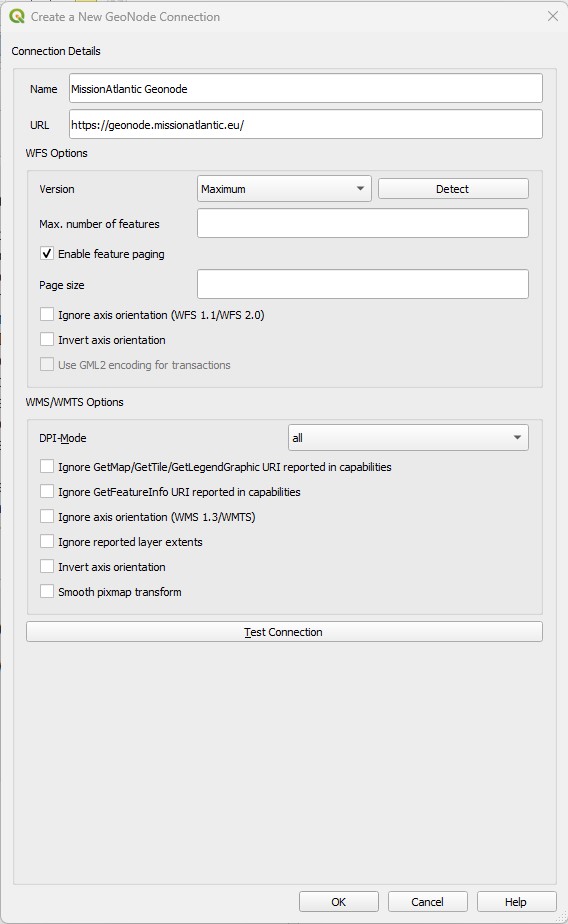 Create a New GeoNode Connection
Connection Details
Name MissionAtlantic Geonode
URL https://geonode.missionatlantic.eu/
WFS Options
Version Maximum Detect
Max. number of features
Enable feature paging
Page size
Ignore axis orientation (WFS 1.1/WFS 2.0)
Invert axis orientation
Use GML2 encoding for transactions
WMS/WMTS Options
DPI-Mode all
Ignore GetMap/GetTile/GetLegendGraphic URI reported in capabilities
Ignore GetFeatureInfo URI reported in capabilities
Ignore axis orientation (WMS 1.3/WMTS)
Ignore reported layer extents
Invert axis orientation
Smooth pixmap transform
Test Connection
OK Cancel Help